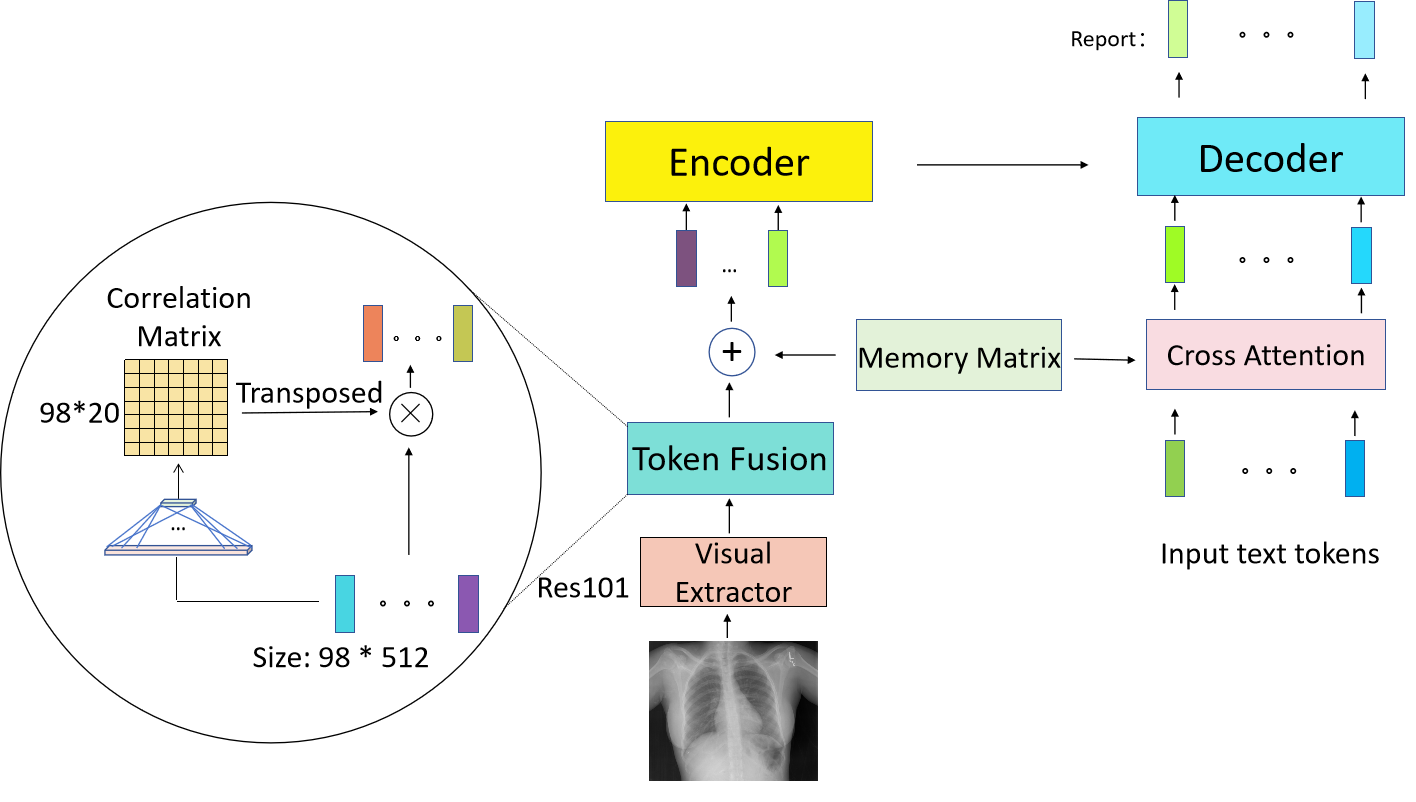 Report:
Encoder
Decoder
...
Correlation
Matrix
98*20
Transposed
+
Memory Matrix
Cross Attention
Token Fusion
...
Visual
Extractor
Res101
Input text tokens
Size: 98 * 512
L